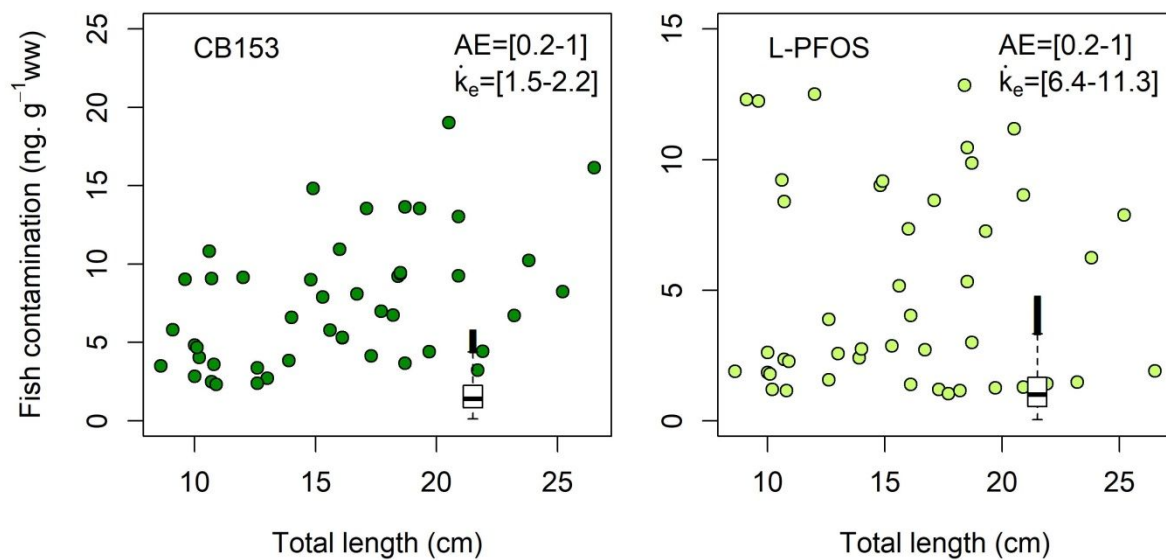 CB153
AE=[0.2-1]
k̇ₑ=[1.5-2.2]
Fish contamination (ng. g⁻¹ww)
0
5
10
15
20
25
10
15
20
25
Total length (cm)
L-PFOS
AE=[0.2-1]
k̇ₑ=[6.4-11.3]
0
5
10
15
10
15
20
25
Total length (cm)